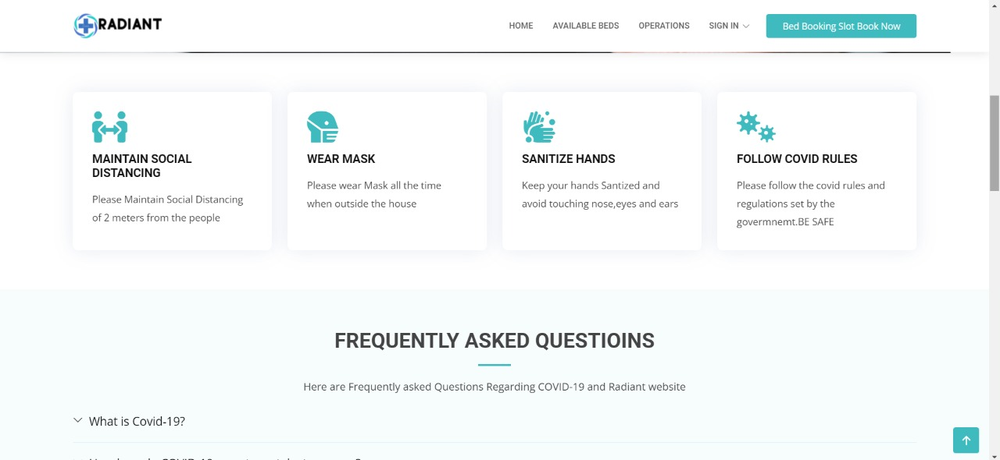 RADIANT
HOME
AVAILABLE BEDS
OPERATIONS
SIGN IN
Bed Booking Slot Book Now
MAINTAIN SOCIAL
DISTANCING
Please Maintain Social Distancing
of 2 meters from the people
WEAR MASK
Please wear Mask all the time
when outside the house
SANITIZE HANDS
Keep your hands Santized and
avoid touching nose,eyes and ears
FOLLOW COVID RULES
Please follow the covid rules and
regulations set by the
govermnemt.BE SAFE
FREQUENTLY ASKED QUESTIOINS
Here are Frequently asked Questions Regarding COVID-19 and Radiant website
What is Covid-19?